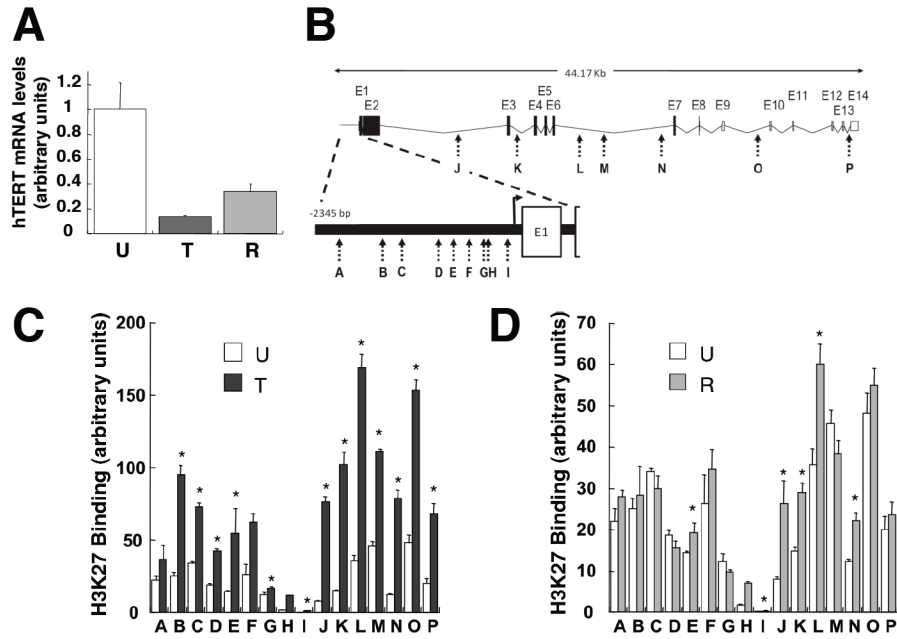 A
hTERT mRNA levels
(arbitrary units)
1.2
1
0.8
0.6
0.4
0.2
0
U T R
B
44.17 Kb
E1
E2
E3
E4
E5
E6
E7
E8
E9
E10
E11
E12
E13
E14
J K L M N O P
-2345 bp
E1
A B C D E F G H I
C
H3K27 Binding (arbitrary units)
200
150
100
50
0
U
T
* * * * * * * * * * * * * *
A B C D E F G H I J K L M N O P
D
H3K27 Binding (arbitrary units)
70
60
50
40
30
20
10
0
U
R
* * * * * *
A B C D E F G H I J K L M N O P